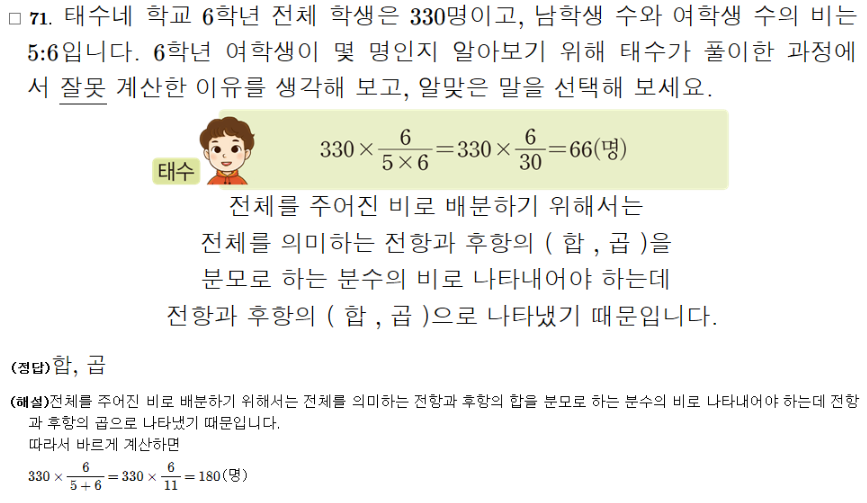 □ 71. 태수네 학교 6학년 전체 학생은 330명이고, 남학생 수와 여학생 수의 비는
5:6입니다. 6학년 여학생이 몇 명인지 알아보기 위해 태수가 풀이한 과정에
서 잘못 계산한 이유를 생각해 보고, 알맞은 말을 선택해 보세요.
태수
330×6/(5×6)=330×6/30=66(명)
전체를 주어진 비로 배분하기 위해서는
전체를 의미하는 전항과 후항의 ( 합 , 곱 )을
분모로 하는 분수의 비로 나타내어야 하는데
전항과 후항의 ( 합 , 곱 )으로 나타냈기 때문입니다.
(정답)합, 곱
(해설)전체를 주어진 비로 배분하기 위해서는 전체를 의미하는 전항과 후항의 합을 분모로 하는 분수의 비로 나타내어야 하는데 전항
과 후항의 곱으로 나타냈기 때문입니다.
따라서 바르게 계산하면
330×6/(5+6)=330×6/11=180(명)